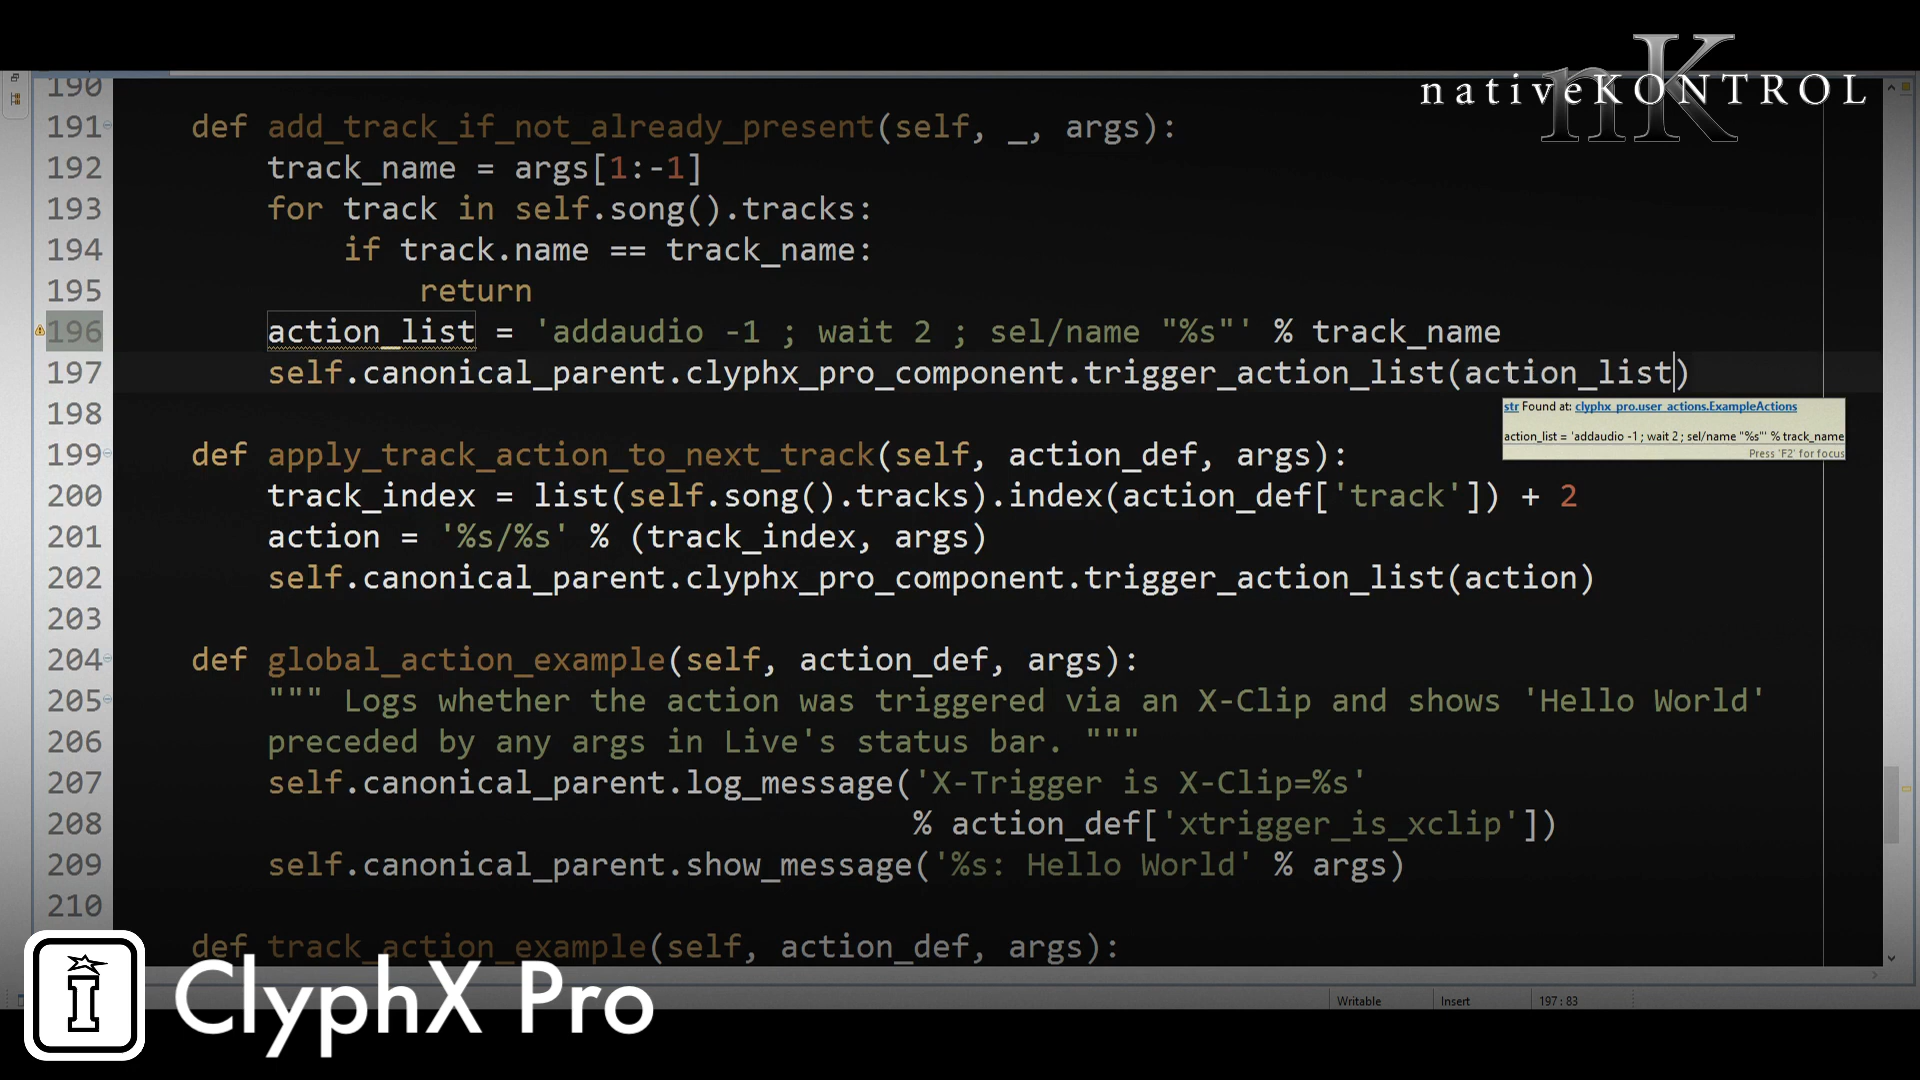 nativeKONTROL
nK
190
191 def add_track_if_not_already_present(self, _, args):
192 track_name = args[1:-1]
193 for track in self.song().tracks:
194 if track.name == track_name:
195 return
196 action_list = 'addaudio -1 ; wait 2 ; sel/name "%s"' % track_name
197 self.canonical_parent.clyphx_pro_component.trigger_action_list(action_list)
198
str Found at: clyphx_pro.user_actions.ExampleActions
action_list = 'addaudio -1 ; wait 2 ; sel/name "%s"' % track_name
Press 'F2' for focus
199 def apply_track_action_to_next_track(self, action_def, args):
200 track_index = list(self.song().tracks).index(action_def['track']) + 2
201 action = '%s/%s' % (track_index, args)
202 self.canonical_parent.clyphx_pro_component.trigger_action_list(action)
203
204 def global_action_example(self, action_def, args):
205 """ Logs whether the action was triggered via an X-Clip and shows 'Hello World'
206 preceded by any args in Live's status bar. """
207 self.canonical_parent.log_message('X-Trigger is X-Clip=%s'
208 % action_def['xtrigger_is_xclip'])
209 self.canonical_parent.show_message('%s: Hello World' % args)
210
def track_action_example(self, action_def, args):
ClyphX Pro
Writable Insert 197 : 83